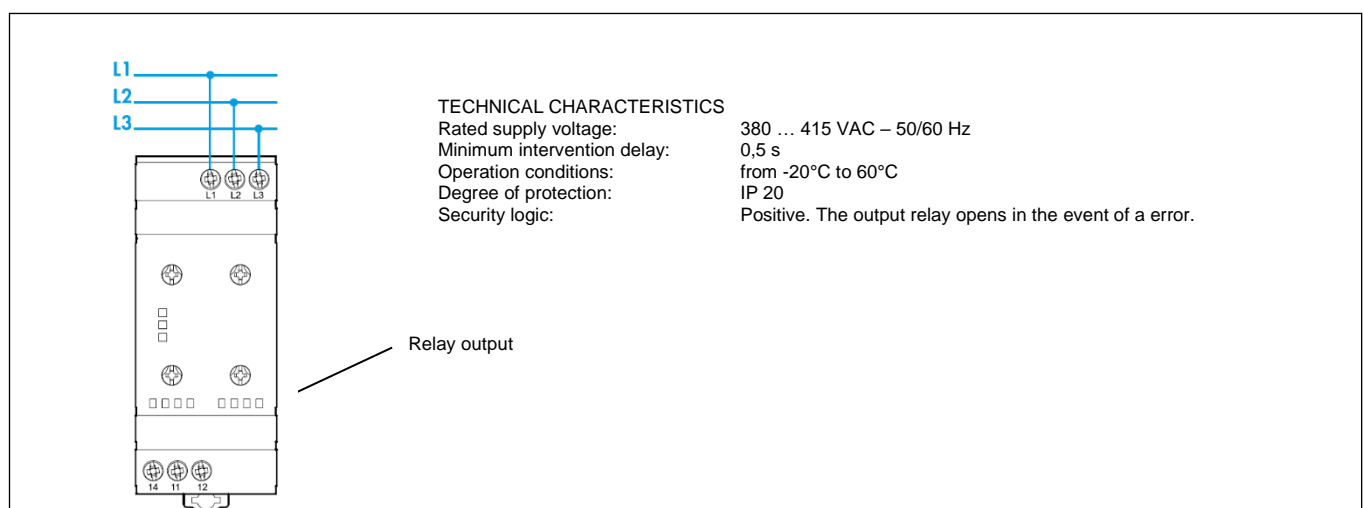 L1
L2
L3
L1 L2 L3
TECHNICAL CHARACTERISTICS
Rated supply voltage: 380 … 415 VAC – 50/60 Hz
Minimum intervention delay: 0,5 s
Operation conditions: from -20°C to 60°C
Degree of protection: IP 20
Security logic: Positive. The output relay opens in the event of a error.
Relay output
14 11 12